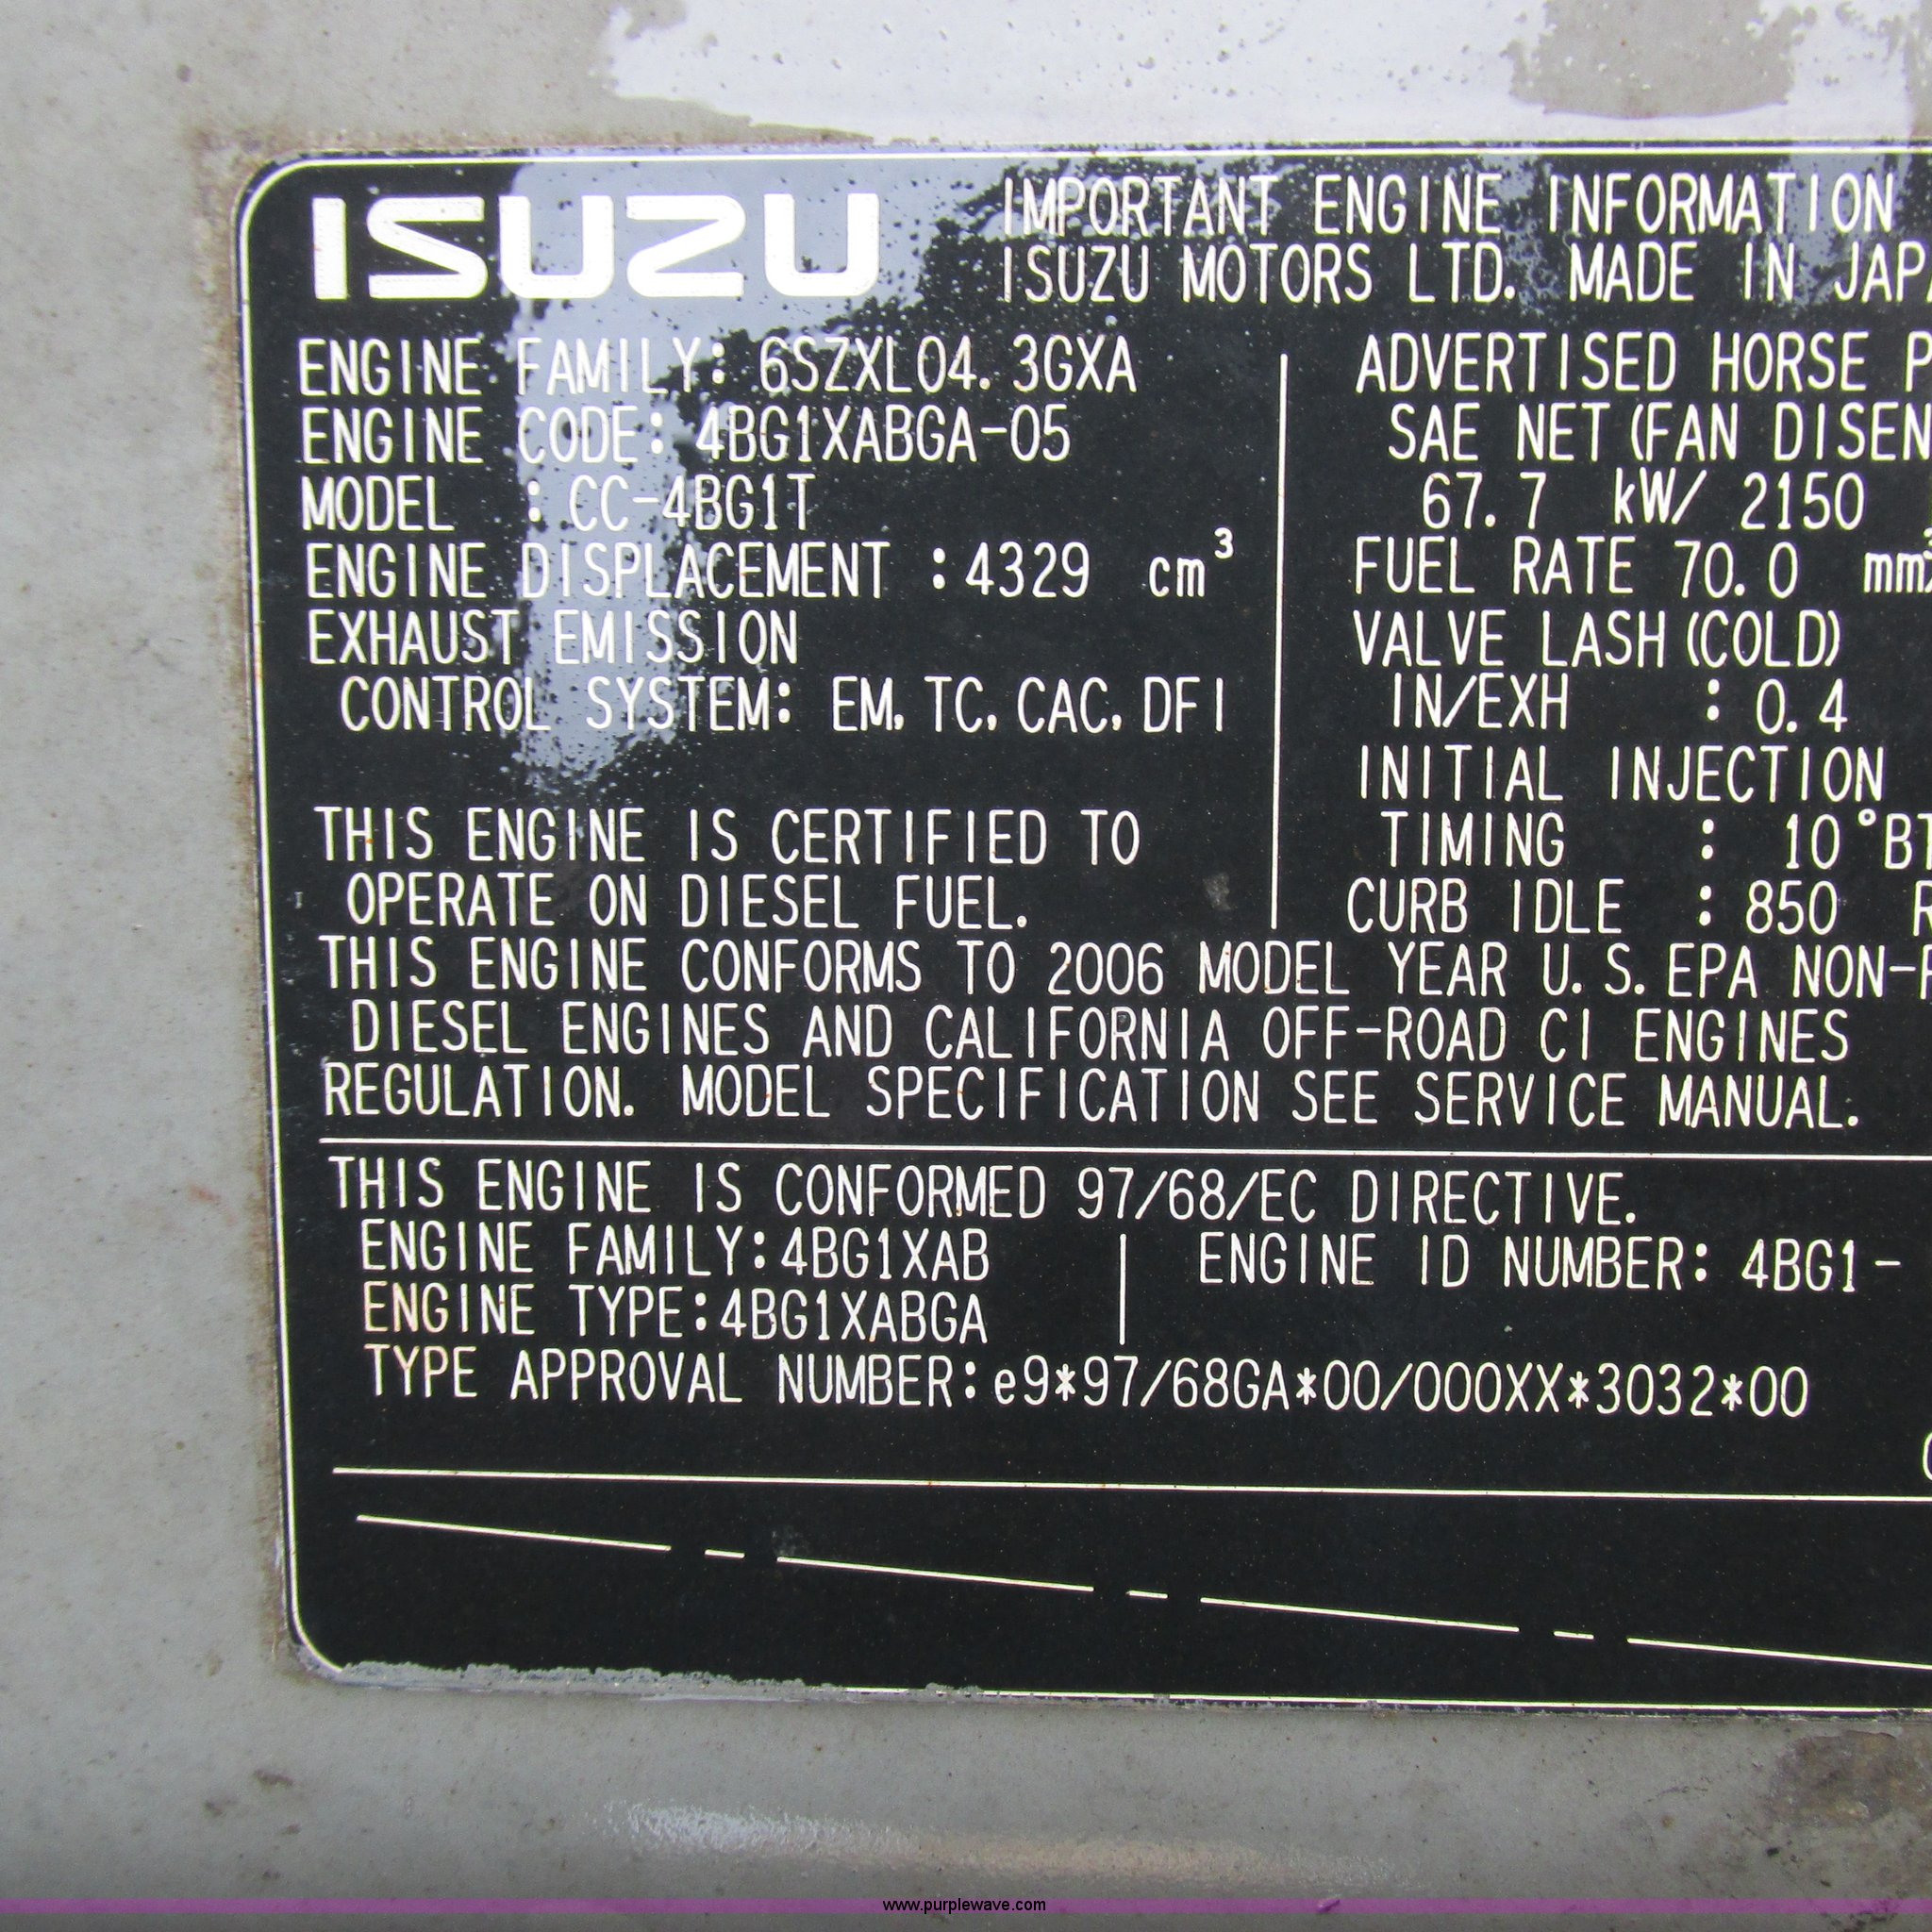 ISUZU
IMPORTANT ENGINE INFORMATION
ISUZU MOTORS LTD. MADE IN
ENGINE FAMILY: 6SZXL04.3GXA
ENGINE CODE: 4BG1XABGA-05
MODEL : CC-4BG1T
ENGINE DISPLACEMENT :4329 cm³
EXHAUST EMISSION
CONTROL SYSTEM: EM, TC, CAC, DFI
THIS ENGINE IS CERTIFIED TO
OPERATE ON DIESEL FUEL.
ADVERTISED HORSE
SAE NET (FAN
67.7 kW/ 2150
FUEL RATE 70.0
VALVE LASH (COLD)
IN/EXH : 0.4
INITIAL INJECTION
TIMING : 10°
CURB IDLE : 850
THIS ENGINE CONFORMS TO 2006 MODEL YEAR U.S.EPA
DIESEL ENGINES AND CALIFORNIA OFF-ROAD CI ENGINES
REGULATION. MODEL SPECIFICATION SEE SERVICE MANUAL.
THIS ENGINE IS CONFORMED 97/68/EC DIRECTIVE.
ENGINE FAMILY:4BG1XAB
ENGINE TYPE:4BG1XABGA
ENGINE ID NUMBER: 4BG1-
TYPE APPROVAL NUMBER:e9*97/68GA*00/000XX*3032*00
www.purplewave.com